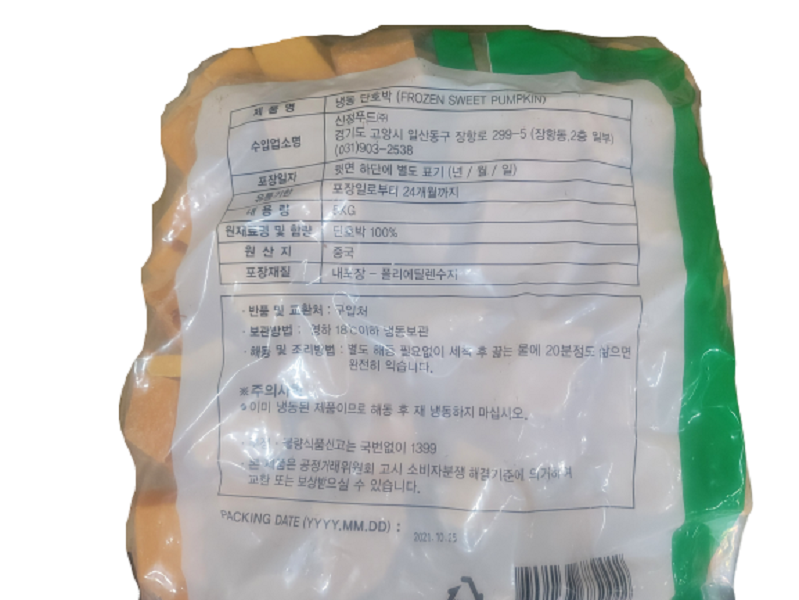 제 품 명 냉동 단호박 (FROZEN SWEET PUMPKIN)
수입업소명 신정푸드㈜
경기도 고양시 일산동구 장항로 299-5 (장항동,2층 일부)
(031)903-2538
포장일자 뒷면 하단에 별도 표기 (년 / 월 / 일)
유통기한 포장일로부터 24개월까지
내 용 량 KG
원재료명 및 함량 단호박 100%
원 산 지 중국
포장재질 내포장 - 폴리에틸렌수지
· 반품 및 교환처 : 구입처
· 보관방법 : 영하 18℃이하 냉동보관
· 해동 및 조리방법 : 별도 해동 필요없이 세척 후 끓는 물에 20분정도 삶으면
완전히 익습니다.
※주의사항
이미 냉동된 제품이므로 해동 후 재 냉동하지 마십시오.
불량식품신고는 국번없이 1399
· 본 제품은 공정거래위원회 고시 소비자분쟁 해결기준에 의거하여
교환 또는 보상받으실 수 있습니다.
PACKING DATE (YYYY.MM.DD) :
2021.10.25